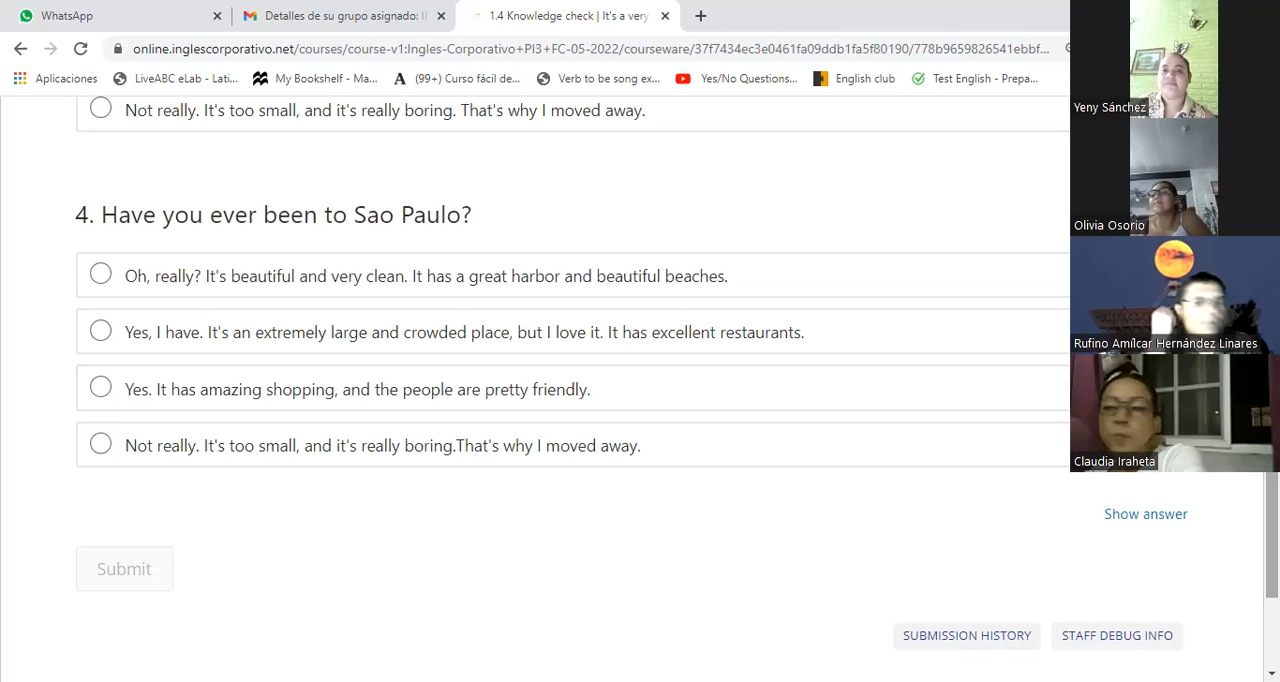 WhatsApp
Detalles de su grupo asignado: II
1.4 Knowledge check | It's a very
online.inglescorporativo.net/courses/course-v1:Ingles-Corporativo+PI3+FC-05-2022/courseware/37f7434ec3e0461fa09ddb1fa5f80190/778b9659826541ebbf...
Aplicaciones
LiveABC eLab - Lati...
My Bookshelf - Ma...
(99+) Curso fácil de...
Verb to be song ex...
Yes/No Questions...
English club
Test English - Prepa...
Not really. It's too small, and it's really boring. That's why I moved away.
4. Have you ever been to Sao Paulo?
Oh, really? It's beautiful and very clean. It has a great harbor and beautiful beaches.
Yes, I have. It's an extremely large and crowded place, but I love it. It has excellent restaurants.
Yes. It has amazing shopping, and the people are pretty friendly.
Not really. It's too small, and it's really boring.That's why I moved away.
Show answer
Submit
SUBMISSION HISTORY
STAFF DEBUG INFO
Yeny Sánchez
Olivia Osorio
Rufino Amílcar Hernández Linares
Claudia Iraheta